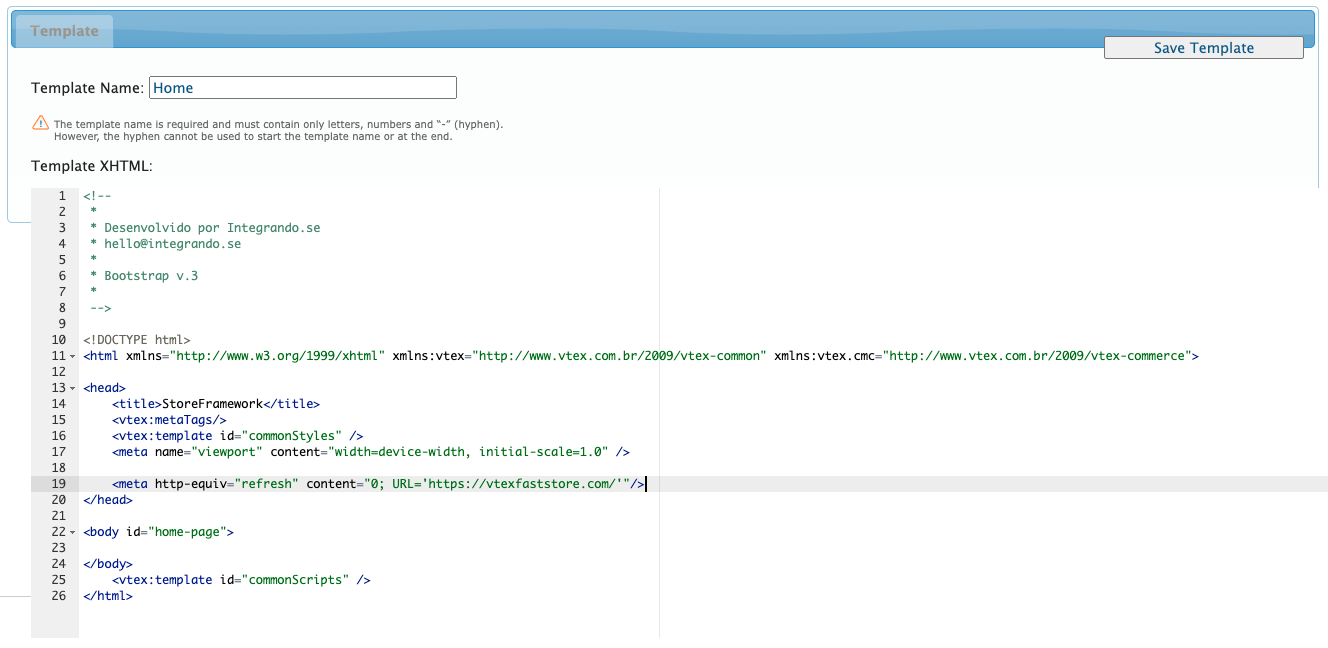 Template
Save Template
Template Name: Home
The template name is required and must contain only letters, numbers and “-” (hyphen).
However, the hyphen cannot be used to start the template name or at the end.
Template XHTML:
1 <!--
2  *
3  * Desenvolvido por Integrando.se
4  * hello@integrando.se
5  *
6  * Bootstrap v.3
7  *
8  -->
9
10 <!DOCTYPE html>
11 <html xmlns="http://www.w3.org/1999/xhtml" xmlns:vtex="http://www.vtex.com.br/2009/vtex-common" xmlns:vtex.cmc="http://www.vtex.com.br/2009/vtex-commerce">
12
13 <head>
14     <title>StoreFramework</title>
15     <vtex:metaTags/>
16     <vtex:template id="commonStyles" />
17     <meta name="viewport" content="width=device-width, initial-scale=1.0" />
18
19     <meta http-equiv="refresh" content="0; URL='https://vtexfaststore.com/'"/>
20 </head>
21
22 <body id="home-page">
23
24 </body>
25     <vtex:template id="commonScripts" />
26 </html>